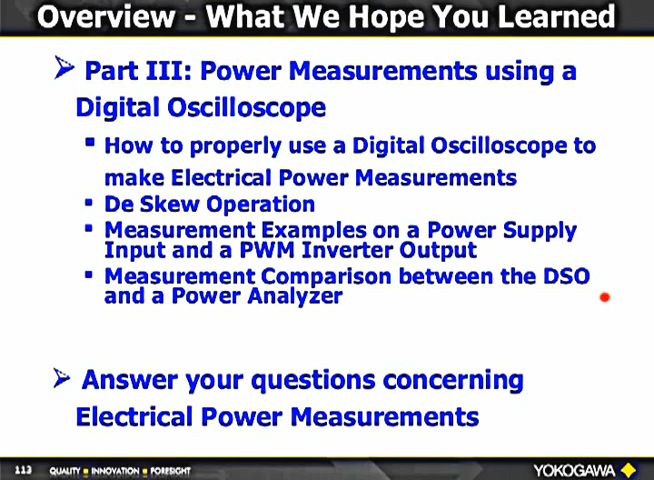 Overview - What We Hope You Learned
Part III: Power Measurements using a
Digital Oscilloscope
How to properly use a Digital Oscilloscope to
make Electrical Power Measurements
De Skew Operation
Measurement Examples on a Power Supply
Input and a PWM Inverter Output
Measurement Comparison between the DSO
and a Power Analyzer
Answer your questions concerning
Electrical Power Measurements
113 QUALITY INNOVATION FORESIGHT
YOKOGAWA